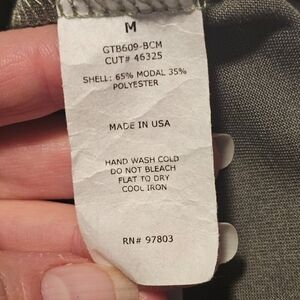 M
GTB609-BCM
CUT# 46325
SHELL: 65% MODAL 35%
POLYESTER
MADE IN USA
HAND WASH COLD
DO NOT BLEACH
FLAT TO DRY
COOL IRON
RN# 97803